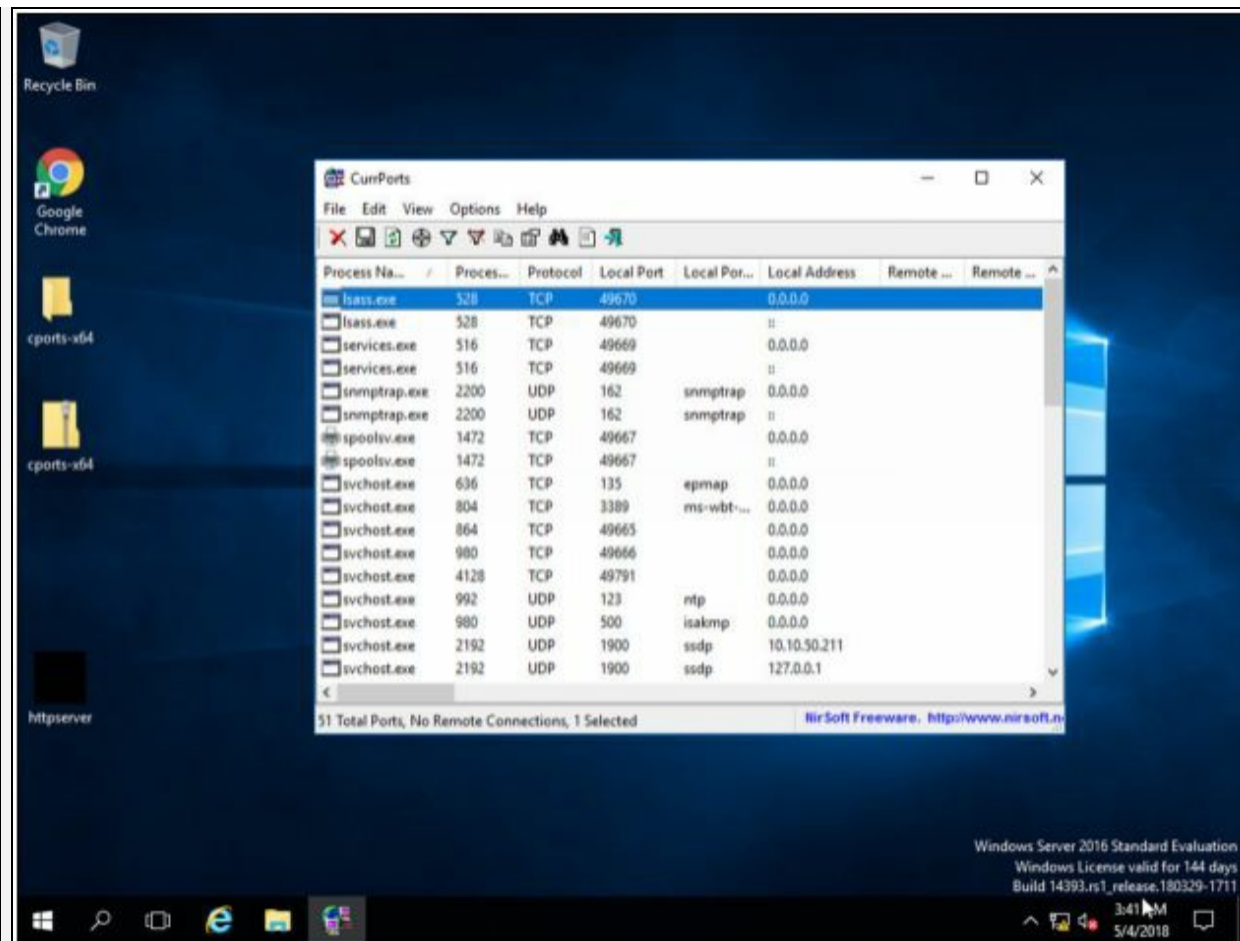 Recycle Bin
Google
Chrome
cports-x64
cports-x64
httpserver
CurrPorts
File Edit View Options Help
Process Na... / Proces... Protocol Local Port Local Por... Local Address Remote ... Remote ...
lsass.exe 528 TCP 49670 0.0.0.0
lsass.exe 528 TCP 49670 ::
services.exe 516 TCP 49669 0.0.0.0
services.exe 516 TCP 49669 ::
snmptrap.exe 2200 UDP 162 snmptrap 0.0.0.0
snmptrap.exe 2200 UDP 162 snmptrap ::
spoolsv.exe 1472 TCP 49667 0.0.0.0
spoolsv.exe 1472 TCP 49667 ::
svchost.exe 636 TCP 135 epmap 0.0.0.0
svchost.exe 804 TCP 3389 ms-wbt-... 0.0.0.0
svchost.exe 864 TCP 49665 0.0.0.0
svchost.exe 980 TCP 49666 0.0.0.0
svchost.exe 4128 TCP 49791 0.0.0.0
svchost.exe 992 UDP 123 ntp 0.0.0.0
svchost.exe 980 UDP 500 isakmp 0.0.0.0
svchost.exe 2192 UDP 1900 ssdp 10.10.50.211
svchost.exe 2192 UDP 1900 ssdp 127.0.0.1
51 Total Ports, No Remote Connections, 1 Selected NirSoft Freeware. http://www.nirsoft.n
Windows Server 2016 Standard Evaluation
Windows License valid for 144 days
Build 14393.rs1_release.180329-1711
3:41
5/4/2018